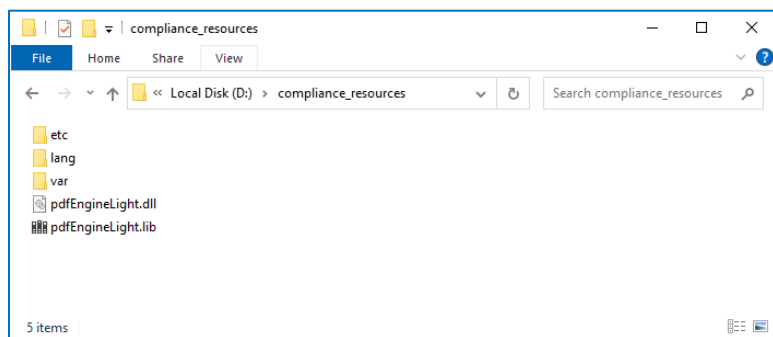 compliance_resources
File Home Share View
« Local Disk (D:) › compliance_resources Search compliance_resources
etc
lang
var
pdfEngineLight.dll
pdfEngineLight.lib
5 items